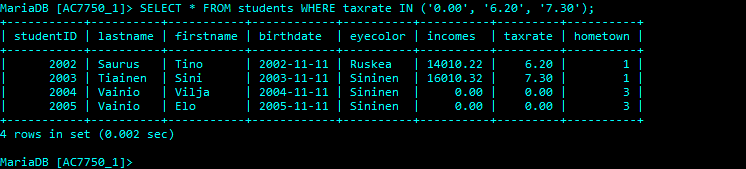 MariaDB [AC7750_1]> SELECT * FROM students WHERE taxrate IN ('0.00', '6.20', '7.30');
+-----------+----------+-----------+------------+----------+----------+---------+----------+
| studentID | lastname | firstname | birthdate | eyecolor | incomes | taxrate | hometown |
+-----------+----------+-----------+------------+----------+----------+---------+----------+
| 2002 | Saurus | Tino | 2002-11-11 | Ruskea | 14010.22 | 6.20 | 1 |
| 2003 | Tiainen | Sini | 2003-11-11 | Sininen | 16010.32 | 7.30 | 1 |
| 2004 | Vainio | Vilja | 2004-11-11 | Sininen | 0.00 | 0.00 | 3 |
| 2005 | Vainio | Elo | 2005-11-11 | Sininen | 0.00 | 0.00 | 3 |
+-----------+----------+-----------+------------+----------+----------+---------+----------+
4 rows in set (0.002 sec)
MariaDB [AC7750_1]>